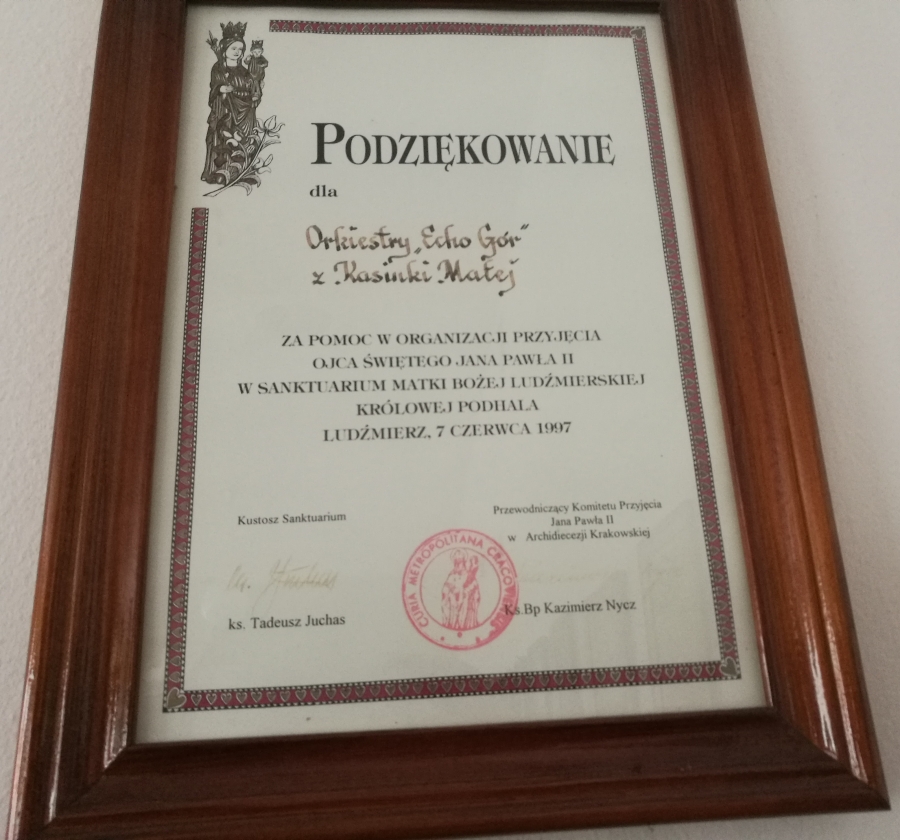 PODZIĘKOWANIE
dla
Orkiestry „Echo Gór”
z Kasinki Małej
ZA POMOC W ORGANIZACJI PRZYJĘCIA
OJCA ŚWIĘTEGO JANA PAWŁA II
W SANKTUARIUM MATKI BOŻEJ LUDŹMIERSKIEJ
KRÓLOWEJ PODHALA
LUDŹMIERZ, 7 CZERWCA 1997
Kustosz Sanktuarium
Przewodniczący Komitetu Przyjęcia
Jana Pawła II
w Archidiecezji Krakowskiej
CURIA METROPOLITANA
ks. Tadeusz Juchas
Ks.Bp Kazimierz Nycz